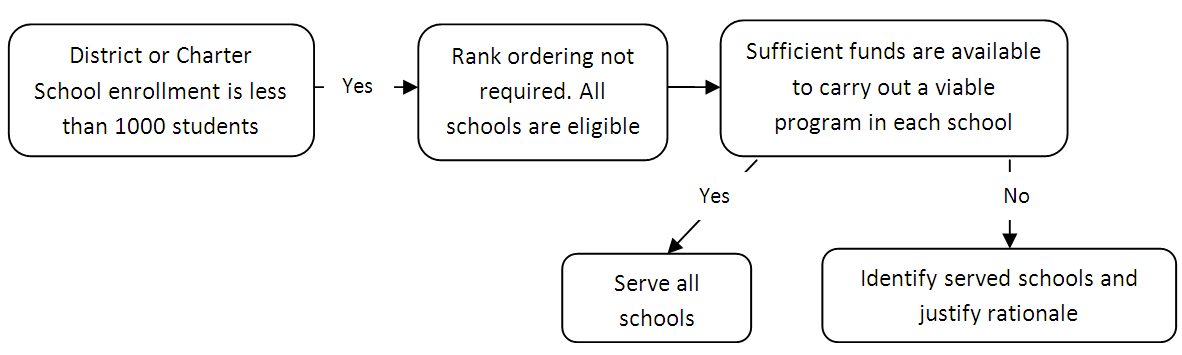 District or Charter
School enrollment is less
than 1000 students
Yes
Rank ordering not
required. All
schools are eligible
Sufficient funds are available
to carry out a viable
program in each school
Yes
No
Serve all
schools
Identify served schools and
justify rationale